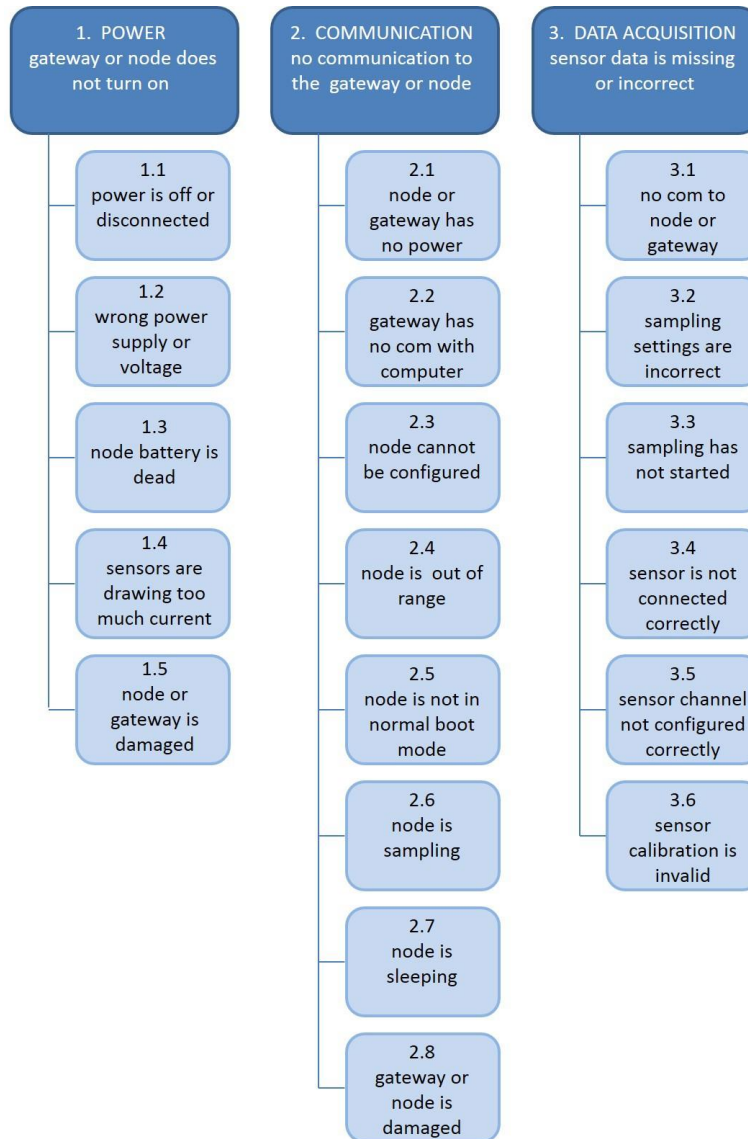 1. POWER
gateway or node does
not turn on
1.1
power is off or
disconnected
1.2
wrong power
supply or
voltage
1.3
node battery is
dead
1.4
sensors are
drawing too
much current
1.5
node or
gateway is
damaged
2. COMMUNICATION
no communication to
the gateway or node
2.1
node or
gateway has
no power
2.2
gateway has
no com with
computer
2.3
node cannot
be configured
2.4
node is out of
range
2.5
node is not in
normal boot
mode
2.6
node is
sampling
2.7
node is
sleeping
2.8
gateway or
node is
damaged
3. DATA ACQUISITION
sensor data is missing
or incorrect
3.1
no com to
node or
gateway
3.2
sampling
settings are
incorrect
3.3
sampling has
not started
3.4
sensor is not
connected
correctly
3.5
sensor channel
not configured
correctly
3.6
sensor
calibration is
invalid